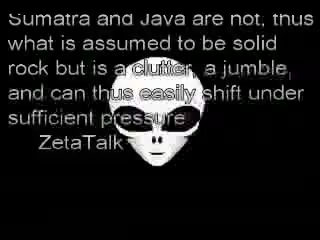 Sumatra and Java are not, thus
what is assumed to be solid
rock but is a clutter, a jumble,
and can thus easily shift under
sufficient pressure
ZetaTalk